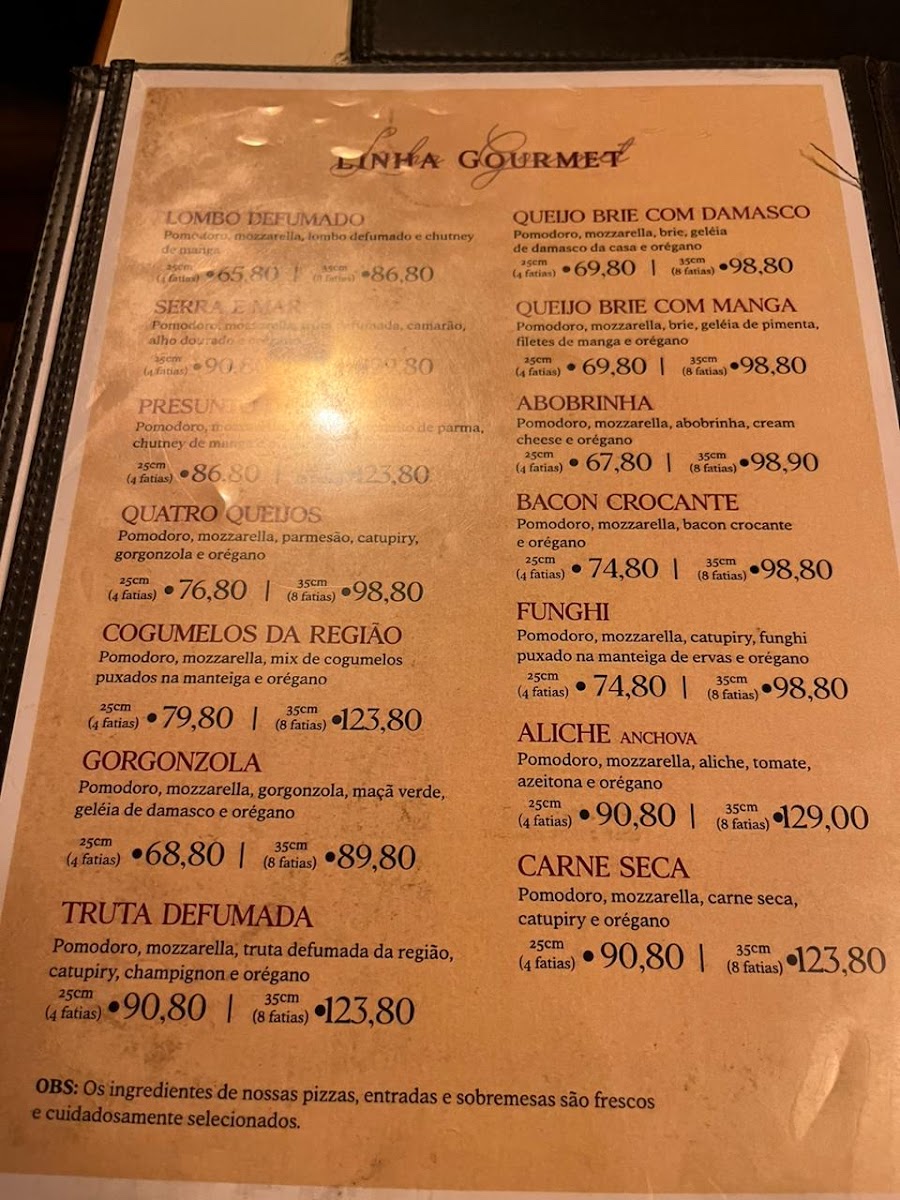 LINHA GOURMET
LOMBO DEFUMADO
Pomodoro, mozzarella, lombo defumado e chutney
de manga
25cm
(4 fatias) •65,80 | 35cm
(8 fatias) •86,80
SERRA E MAR
Pomodoro, mozzarella, truta defumada, camarão,
alho dourado e orégano
25cm
(4 fatias) •90,
PRESUNTO
Pomodoro, de parma,
chutney de manga e
25cm
(4 fatias) •86,80 | 123,80
QUATRO QUEIJOS
Pomodoro, mozzarella, parmesão, catupiry,
gorgonzola e orégano
25cm
(4 fatias) •76,80 | 35cm
(8 fatias) •98,80
COGUMELOS DA REGIÃO
Pomodoro, mozzarella, mix de cogumelos
puxados na manteiga e orégano
25cm
(4 fatias) •79,80 | 35cm
(8 fatias) •123,80
GORGONZOLA
Pomodoro, mozzarella, gorgonzola, maçã verde,
geléia de damasco e orégano
25cm
(4 fatias) •68,80 | 35cm
(8 fatias) •89,80
TRUTA DEFUMADA
Pomodoro, mozzarella, truta defumada da região,
catupiry, champignon e orégano
25cm
(4 fatias) •90,80 | 35cm
(8 fatias) •123,80
QUEIJO BRIE COM DAMASCO
Pomodoro, mozzarella, brie, geléia
de damasco da casa e orégano
25cm
(4 fatias) •69,80 | 35cm
(8 fatias) •98,80
QUEIJO BRIE COM MANGA
Pomodoro, mozzarella, brie, geléia de pimenta,
filetes de manga e orégano
25cm
(4 fatias) •69,80 | 35cm
(8 fatias) •98,80
ABOBRINHA
Pomodoro, mozzarella, abobrinha, cream
cheese e orégano
25cm
(4 fatias) •67,80 | 35cm
(8 fatias) •98,90
BACON CROCANTE
Pomodoro, mozzarella, bacon crocante
e orégano
25cm
(4 fatias) •74,80 | 35cm
(8 fatias) •98,80
FUNGHI
Pomodoro, mozzarella, catupiry, funghi
puxado na manteiga de ervas e orégano
25cm
(4 fatias) •74,80 | 35cm
(8 fatias) •98,80
ALICHE ANCHOVA
Pomodoro, mozzarella, aliche, tomate,
azeitona e orégano
25cm
(4 fatias) •90,80 | 35cm
(8 fatias) •129,00
CARNE SECA
Pomodoro, mozzarella, carne seca,
catupiry e orégano
25cm
(4 fatias) •90,80 | 35cm
(8 fatias) •123,80
OBS: Os ingredientes de nossas pizzas, entradas e sobremesas são frescos
e cuidadosamente selecionados.